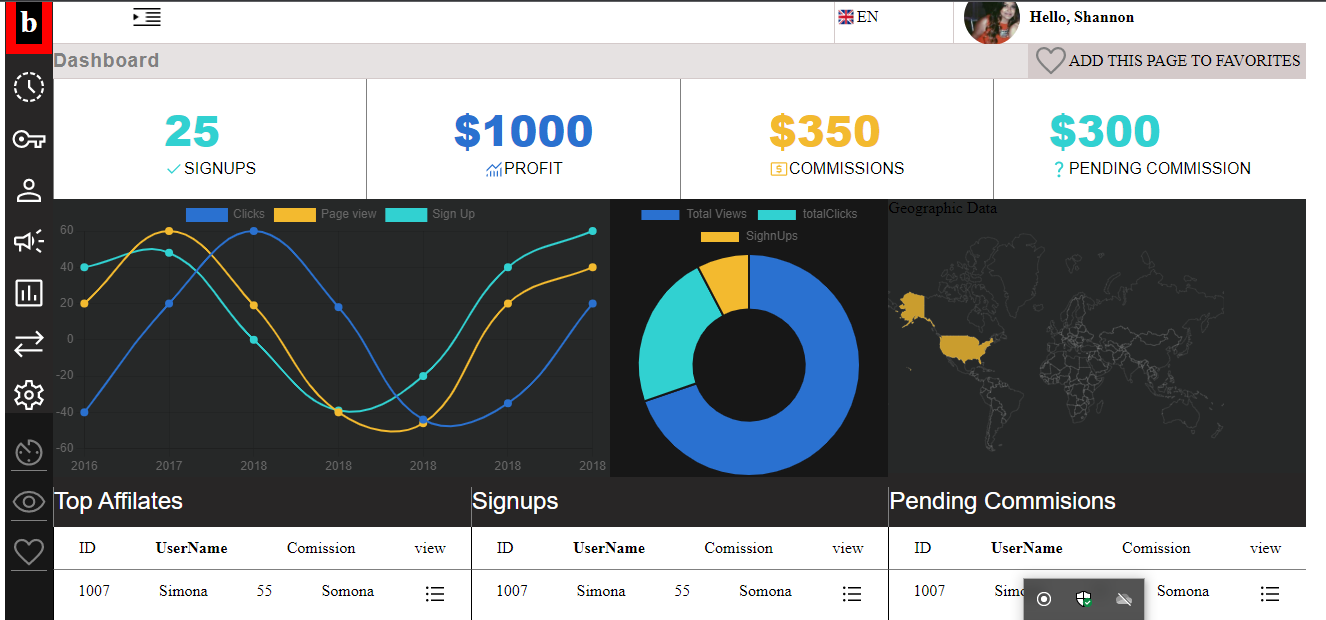 b
EN
Hello, Shannon
Dashboard
ADD THIS PAGE TO FAVORITES
25
SIGNUPS
$1000
PROFIT
$350
COMMISSIONS
$300
? PENDING COMMISSION
Clicks Page view Sign Up
60
40
20
0
-20
-40
-60
2016 2017 2018 2018 2018 2018 2018
Total Views totalClicks
SighnUps
Geographic Data
Top Affilates
ID UserName Comission view
1007 Simona 55 Somona
Signups
ID UserName Comission view
1007 Simona 55 Somona
Pending Commisions
ID UserName Comission view
1007 Somona